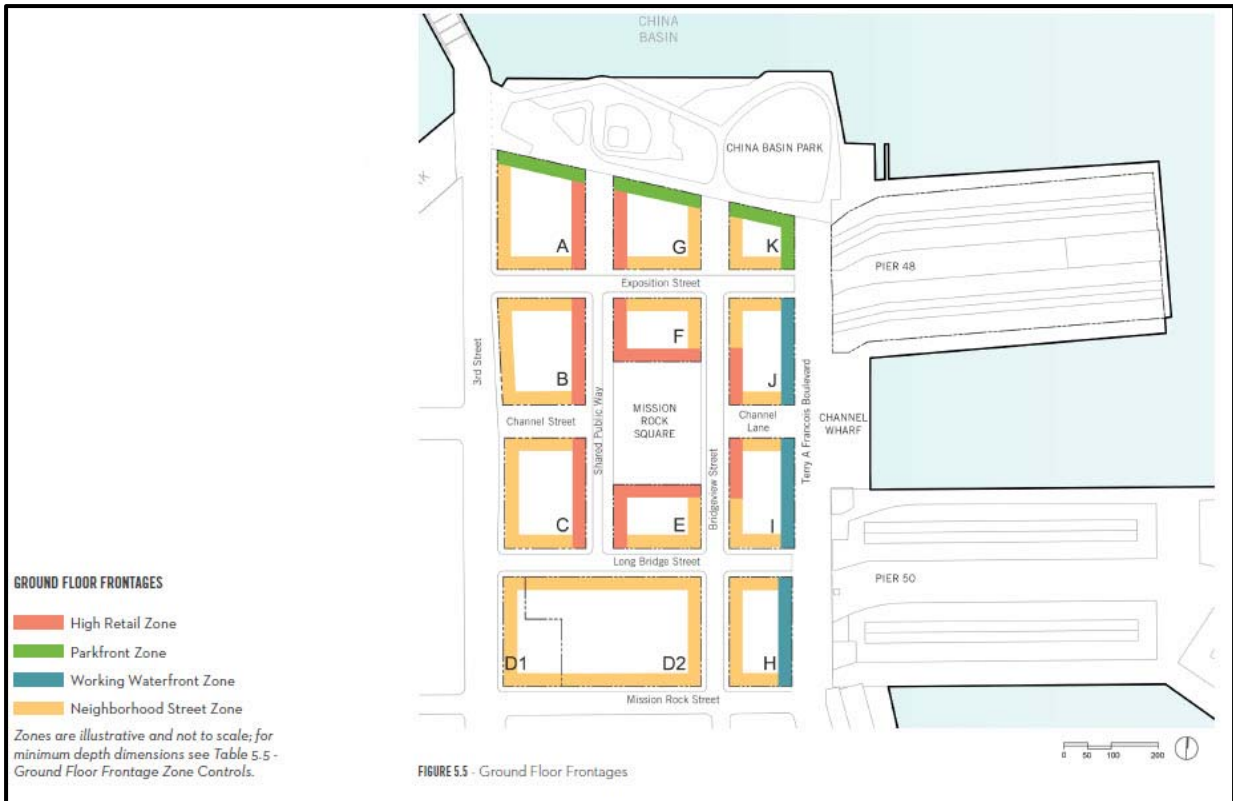 CHINA
BASIN
CHINA BASIN PARK
A
G
K
PIER 48
Exposition Street
3rd Street
F
B
J
Shared Public Way
MISSION
ROCK
SQUARE
Channel Street
Channel
Lane
Terry A Francois Boulevard
CHANNEL
WHARF
Bridgeview Street
C
E
I
Long Bridge Street
PIER 50
D1
D2
H
Mission Rock Street
GROUND FLOOR FRONTAGES
High Retail Zone
Parkfront Zone
Working Waterfront Zone
Neighborhood Street Zone
Zones are illustrative and not to scale; for
minimum depth dimensions see Table 5.5 -
Ground Floor Frontage Zone Controls.
0 50 100 200
FIGURE 5.5 - Ground Floor Frontages